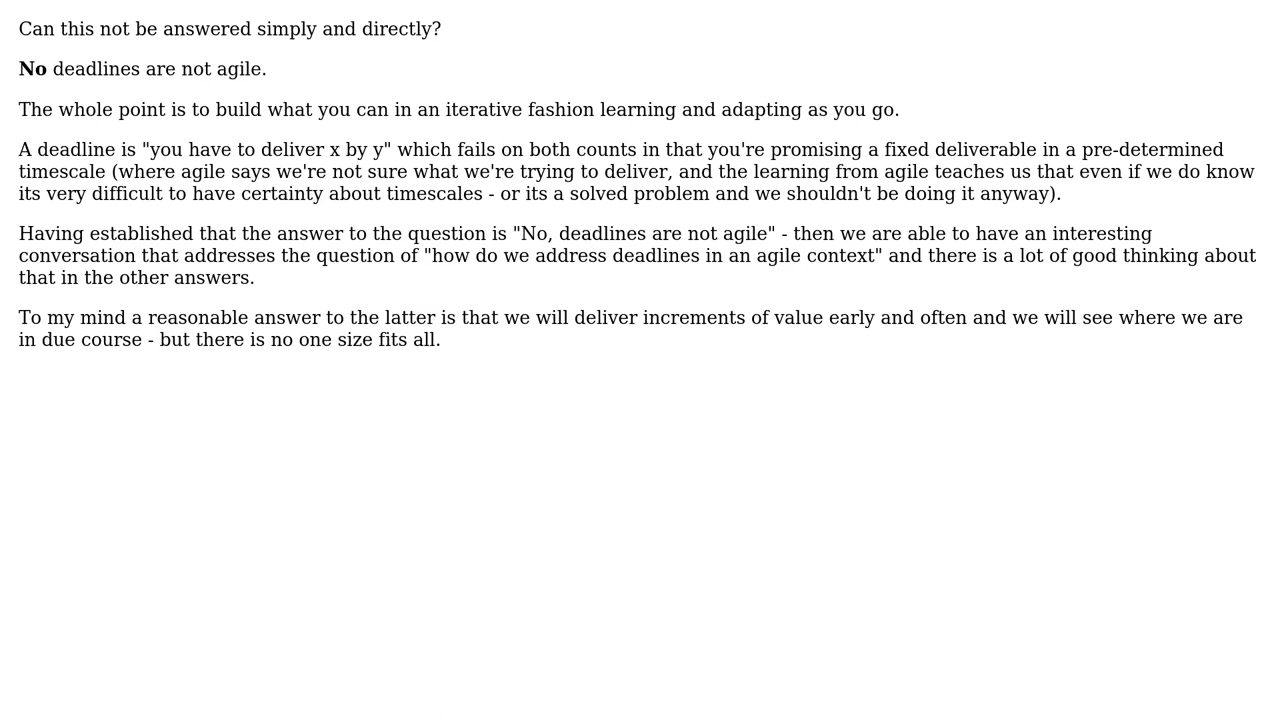 Can this not be answered simply and directly?
No deadlines are not agile.
The whole point is to build what you can in an iterative fashion learning and adapting as you go.
A deadline is "you have to deliver x by y" which fails on both counts in that you're promising a fixed deliverable in a pre-determined
timescale (where agile says we're not sure what we're trying to deliver, and the learning from agile teaches us that even if we do know
its very difficult to have certainty about timescales - or its a solved problem and we shouldn't be doing it anyway).
Having established that the answer to the question is "No, deadlines are not agile" - then we are able to have an interesting
conversation that addresses the question of "how do we address deadlines in an agile context" and there is a lot of good thinking about
that in the other answers.
To my mind a reasonable answer to the latter is that we will deliver increments of value early and often and we will see where we are
in due course - but there is no one size fits all.